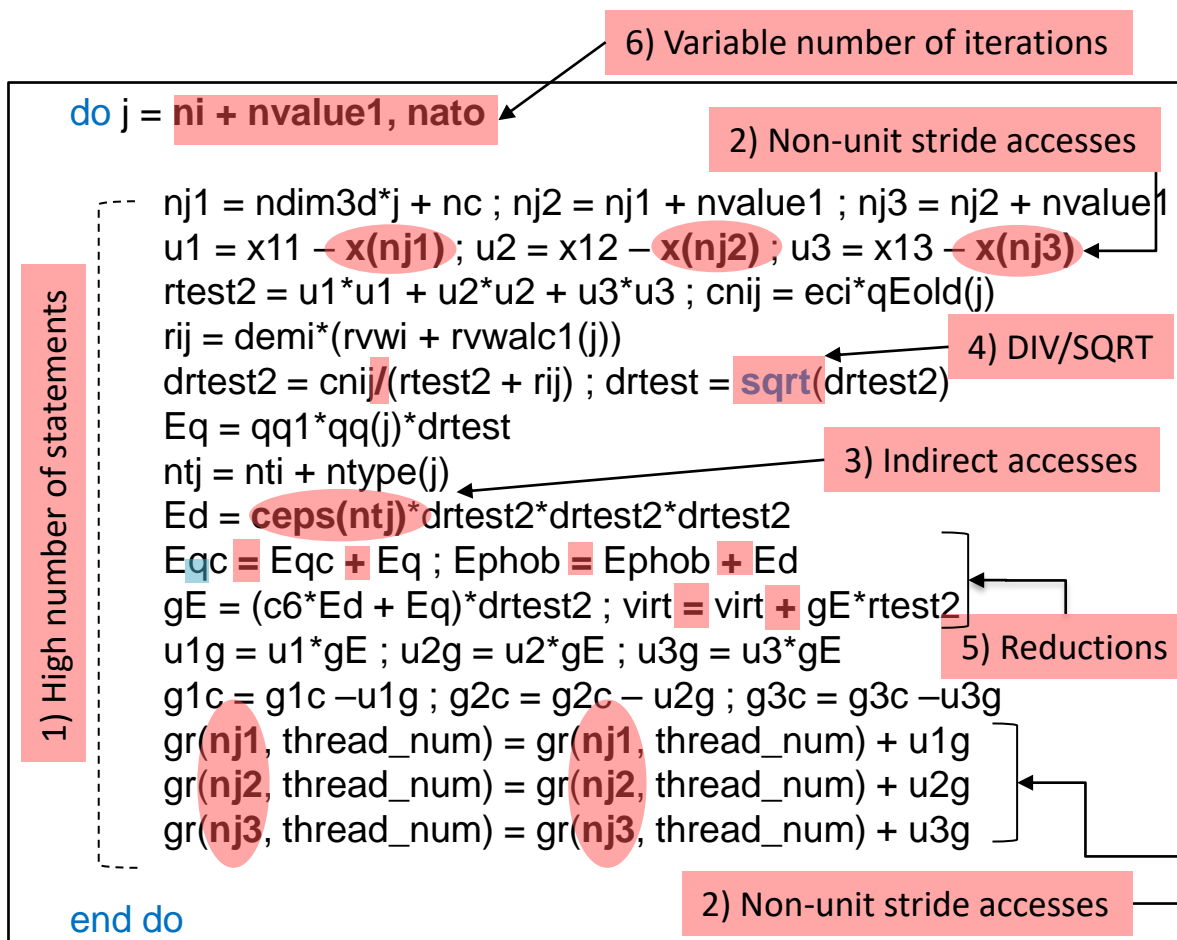 6) Variable number of iterations
do j = ni + nvalue1, nato
2) Non-unit stride accesses
nj1 = ndim3d*j + nc ; nj2 = nj1 + nvalue1 ; nj3 = nj2 + nvalue1
u1 = x11 – x(nj1) ; u2 = x12 – x(nj2) ; u3 = x13 – x(nj3)
rtest2 = u1*u1 + u2*u2 + u3*u3 ; cnij = eci*qEold(j)
rij = demi*(rvwi + rvwalc1(j))
4) DIV/SQRT
drtest2 = cnij/(rtest2 + rij) ; drtest = sqrt(drtest2)
Eq = qq1*qq(j)*drtest
ntj = nti + ntype(j)
3) Indirect accesses
Ed = ceps(ntj)*drtest2*drtest2*drtest2
Eqc = Eqc + Eq ; Ephob = Ephob + Ed
gE = (c6*Ed + Eq)*drtest2 ; virt = virt + gE*rtest2
u1g = u1*gE ; u2g = u2*gE ; u3g = u3*gE
5) Reductions
g1c = g1c –u1g ; g2c = g2c – u2g ; g3c = g3c –u3g
gr(nj1, thread_num) = gr(nj1, thread_num) + u1g
gr(nj2, thread_num) = gr(nj2, thread_num) + u2g
gr(nj3, thread_num) = gr(nj3, thread_num) + u3g
1) High number of statements
2) Non-unit stride accesses
end do